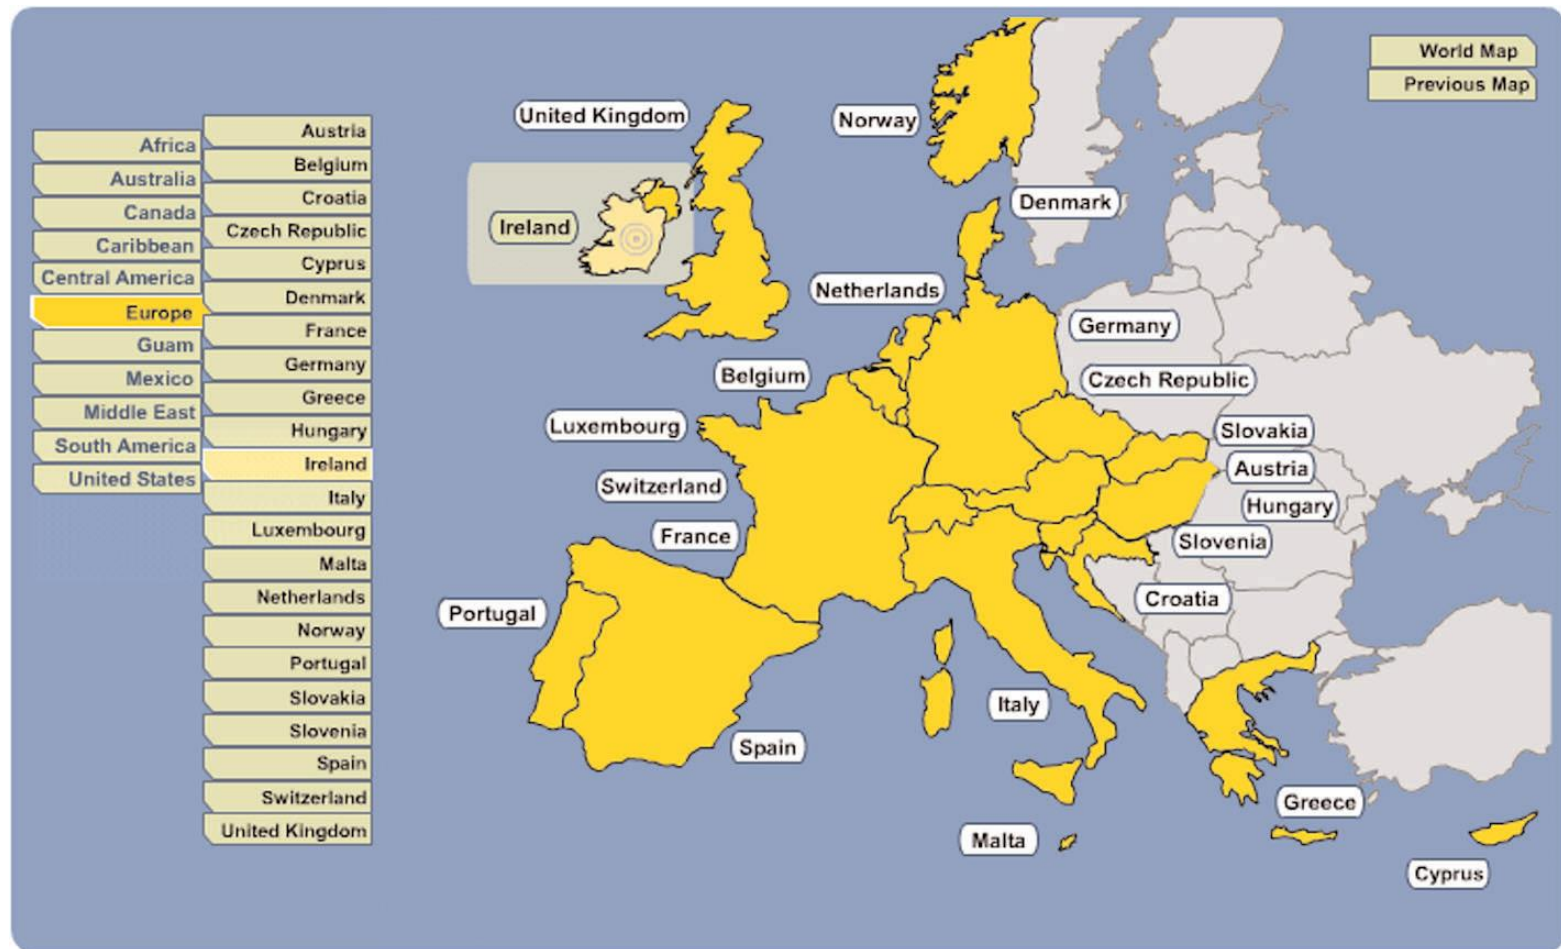 World Map
Previous Map
Africa
Australia
Canada
Caribbean
Central America
Europe
Guam
Mexico
Middle East
South America
United States
Austria
Belgium
Croatia
Czech Republic
Cyprus
Denmark
France
Germany
Greece
Hungary
Ireland
Italy
Luxembourg
Malta
Netherlands
Norway
Portugal
Slovakia
Slovenia
Spain
Switzerland
United Kingdom
United Kingdom
Norway
Denmark
Ireland
Netherlands
Germany
Belgium
Czech Republic
Luxembourg
Slovakia
Austria
Switzerland
Hungary
France
Slovenia
Croatia
Portugal
Italy
Spain
Greece
Malta
Cyprus